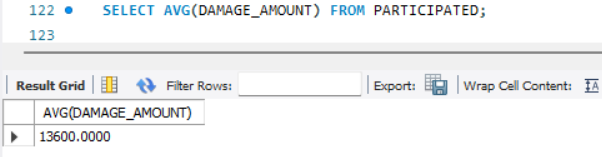 122 SELECT AVG(DAMAGE_AMOUNT) FROM PARTICIPATED;
123
Result Grid Filter Rows: Export: Wrap Cell Content: IA
AVG(DAMAGE_AMOUNT)
13600.0000